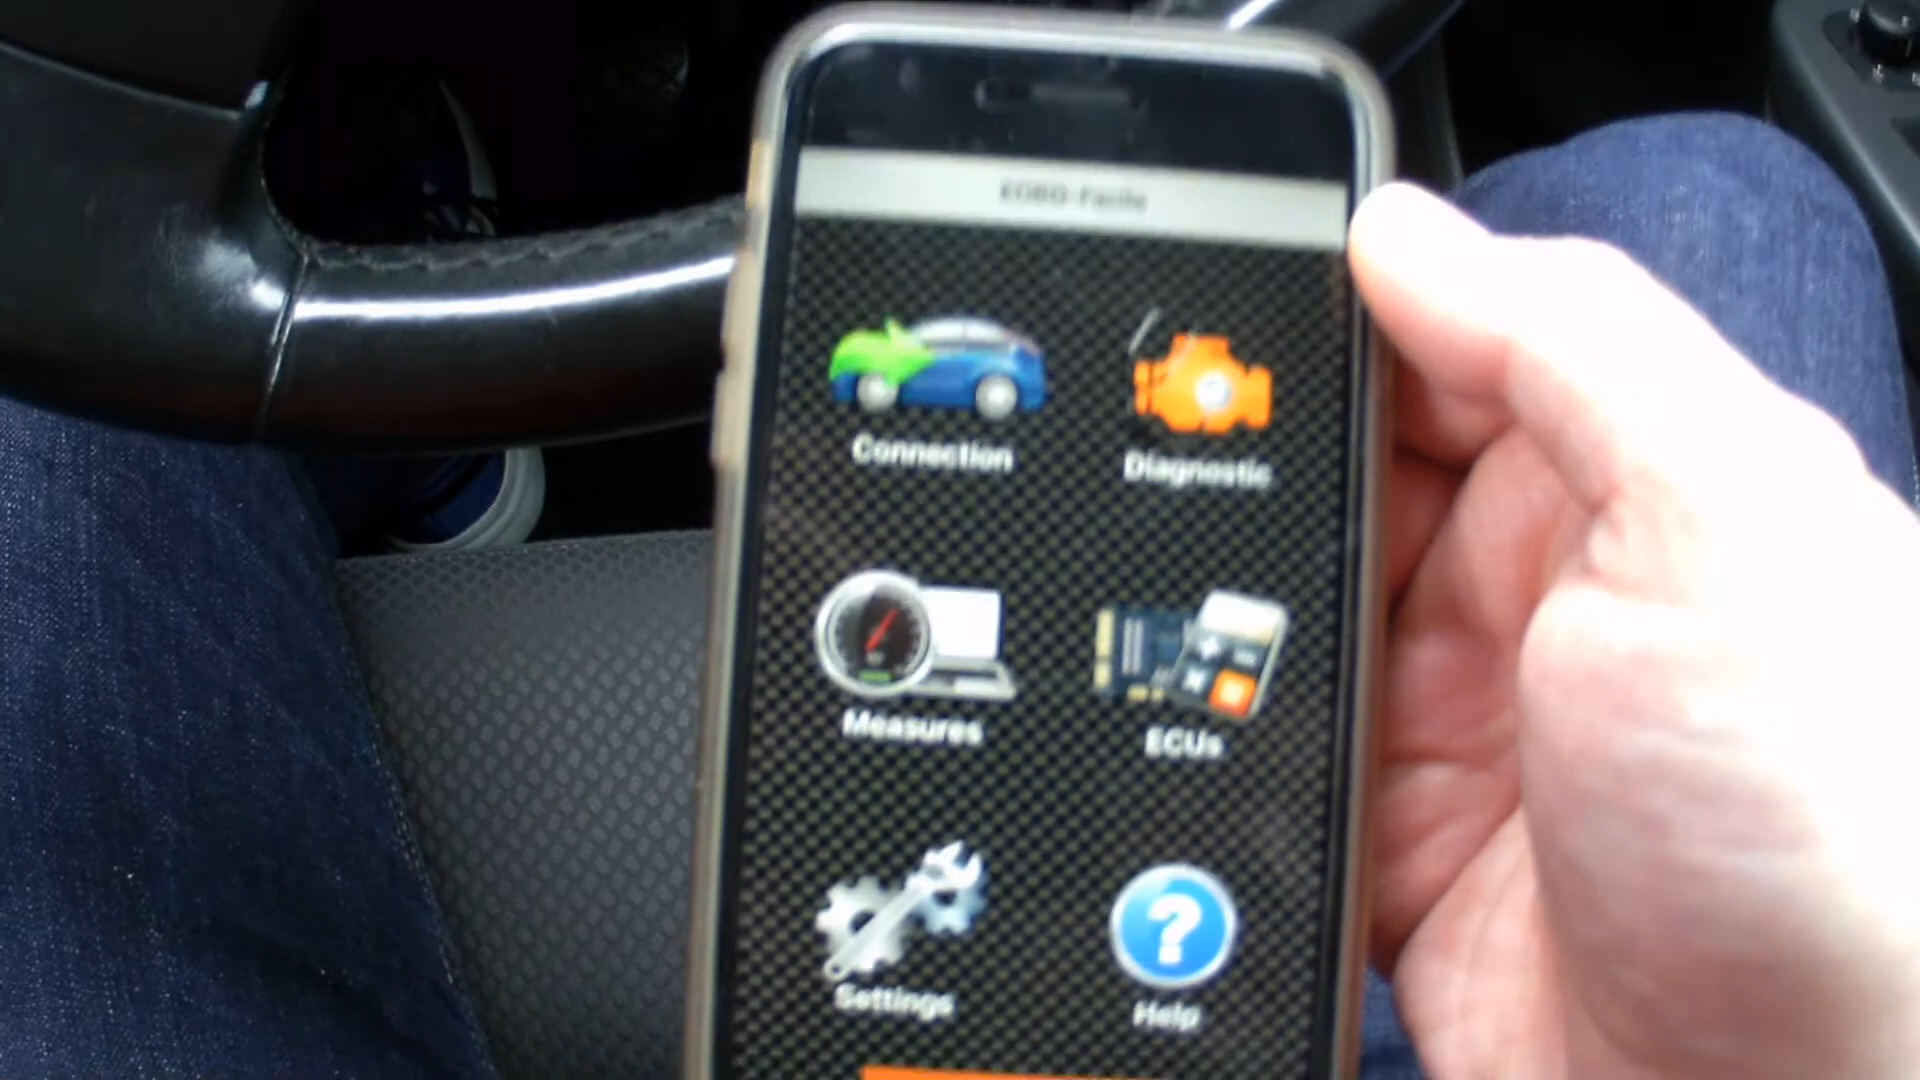 EOBD-Facile
Connection
Diagnostic
Measures
ECUs
Settings
Help